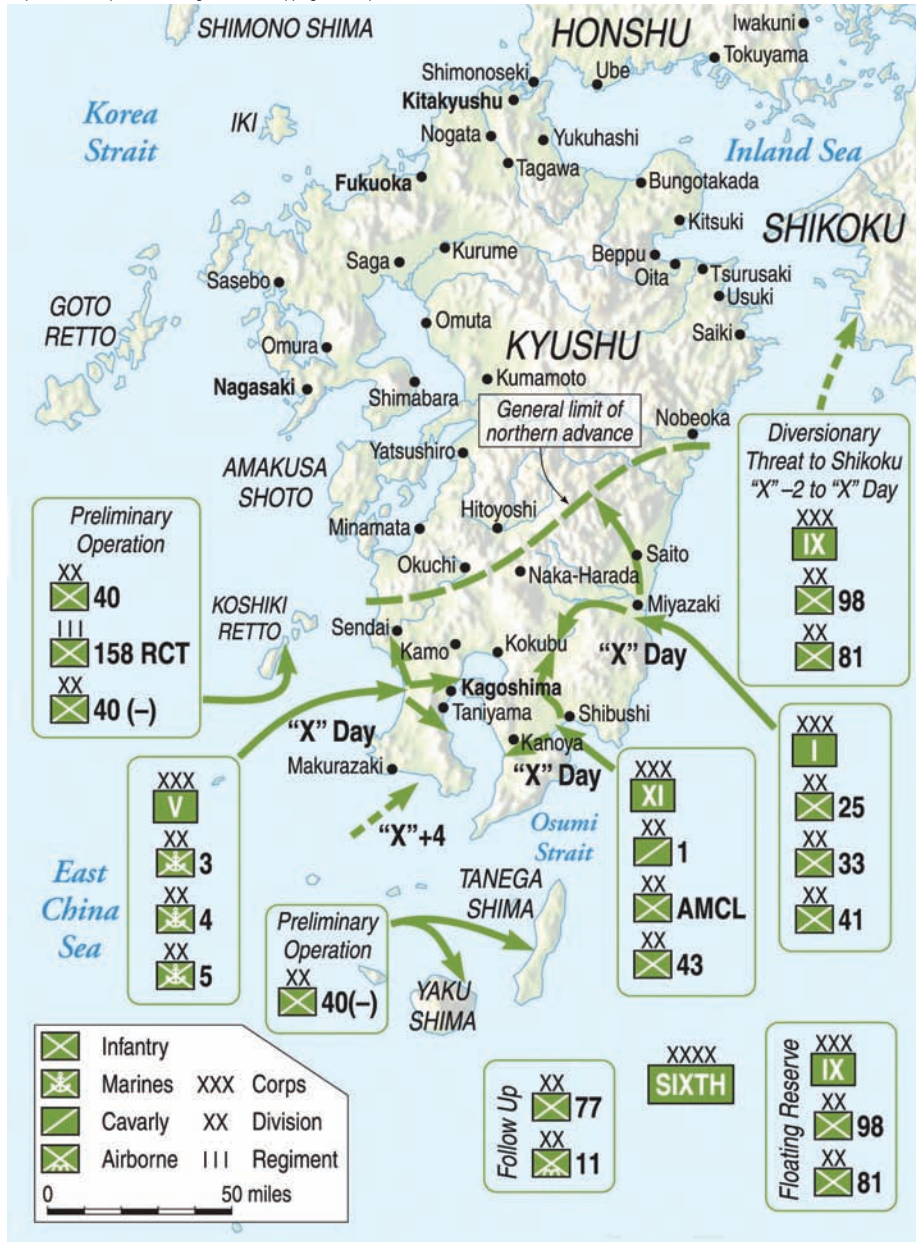 SHIMONO SHIMA
HONSHU
Iwakuni
Tokuyama
Shimonoseki
Ube
Kitakyushu
Korea
Strait
IKI
Nogata
Yukuhashi
Inland Sea
Tagawa
Fukuoka
Bungotakada
Kitsuki
SHIKOKU
Kurume
Beppu
Saga
Oita
Tsurusaki
Sasebo
Usuki
GOTO
RETTO
Omuta
Saiki
KYUSHU
Omura
Nagasaki
Shimabara
Kumamoto
General limit of
northern advance
Nobeoka
Diversionary
Threat to Shikoku
"X" –2 to "X" Day
XXX
IX
XX
98
XX
81
Yatsushiro
AMAKUSA
SHOTO
Hitoyoshi
Minamata
Saito
Okuchi
Naka-Harada
Miyazaki
Preliminary
Operation
XX
40
III
158 RCT
XX
40 (–)
KOSHIKI
RETTO
Sendai
Kamo
Kokubu
"X" Day
Kagoshima
Taniyama
Shibushi
"X" Day
Kanoya
Makurazaki
"X" Day
"X"+4
Osumi
Strait
XXX
V
XX
3
XX
4
XX
5
East
China
Sea
XXX
XI
XX
1
XX
AMCL
XX
43
XXX
I
XX
25
XX
33
XX
41
TANEGA
SHIMA
Preliminary
Operation
XX
40(–)
YAKU
SHIMA
Infantry
Marines
XXX Corps
Cavarly
XX Division
Airborne
III Regiment
0 50 miles
Follow Up
XX
77
XX
11
XXXX
SIXTH
Floating Reserve
XXX
IX
XX
98
XX
81